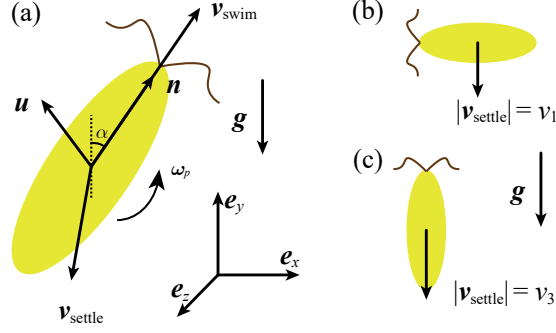 (a)
v_swim
n
u
α
g
ω_p
v_settle
e_y
e_x
e_z
(b)
|v_settle| = v_1
(c)
g
|v_settle| = v_3